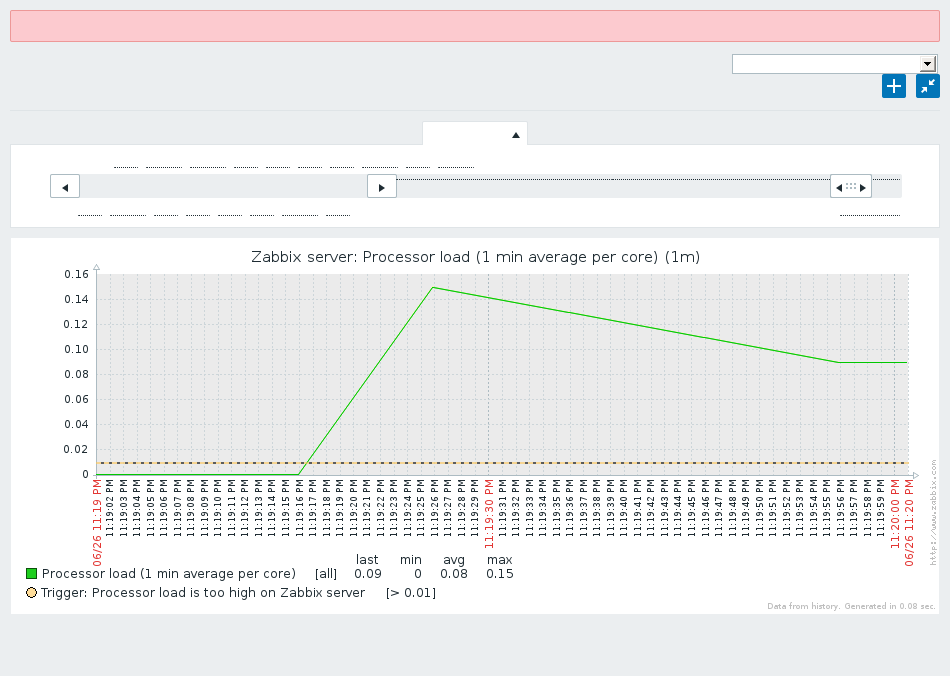 Zabbix server: Processor load (1 min average per core) (1m)
0.16
0.14
0.12
0.10
0.08
0.06
0.04
0.02
0
06/26 11:19 PM
11:19:02 PM
11:19:03 PM
11:19:04 PM
11:19:05 PM
11:19:06 PM
11:19:07 PM
11:19:08 PM
11:19:09 PM
11:19:10 PM
11:19:11 PM
11:19:12 PM
11:19:13 PM
11:19:14 PM
11:19:15 PM
11:19:16 PM
11:19:17 PM
11:19:18 PM
11:19:19 PM
11:19:20 PM
11:19:21 PM
11:19:22 PM
11:19:23 PM
11:19:24 PM
11:19:25 PM
11:19:26 PM
11:19:27 PM
11:19:28 PM
11:19:29 PM
11:19:30 PM
11:19:31 PM
11:19:32 PM
11:19:33 PM
11:19:34 PM
11:19:35 PM
11:19:36 PM
11:19:37 PM
11:19:38 PM
11:19:39 PM
11:19:40 PM
11:19:41 PM
11:19:42 PM
11:19:43 PM
11:19:44 PM
11:19:45 PM
11:19:46 PM
11:19:47 PM
11:19:48 PM
11:19:49 PM
11:19:50 PM
11:19:51 PM
11:19:52 PM
11:19:53 PM
11:19:54 PM
11:19:55 PM
11:19:56 PM
11:19:57 PM
11:19:58 PM
11:19:59 PM
11:20:00 PM
06/26 11:20 PM
http://www.zabbix.com
last min avg max
Processor load (1 min average per core) [all] 0.09 0 0.08 0.15
Trigger: Processor load is too high on Zabbix server [> 0.01]
Data from history. Generated in 0.08 sec.